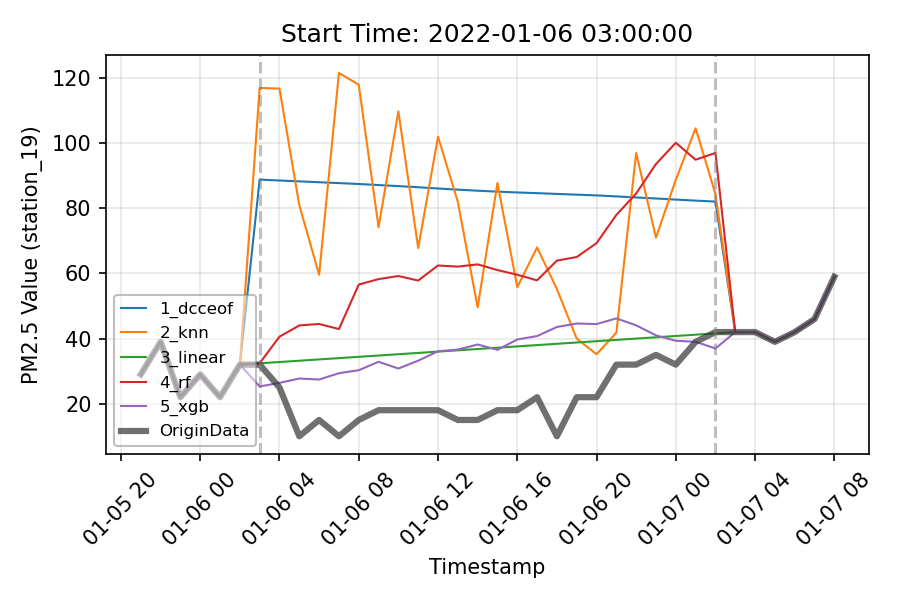 Start Time: 2022-01-06 03:00:00
PM2.5 Value (station_19)
120
100
80
60
40
20
1_dcceof
2_knn
3_linear
4_rf
5_xgb
OriginData
01-05 20
01-06 00
01-06 04
01-06 08
01-06 12
01-06 16
01-06 20
01-07 00
01-07 04
01-07 08
Timestamp